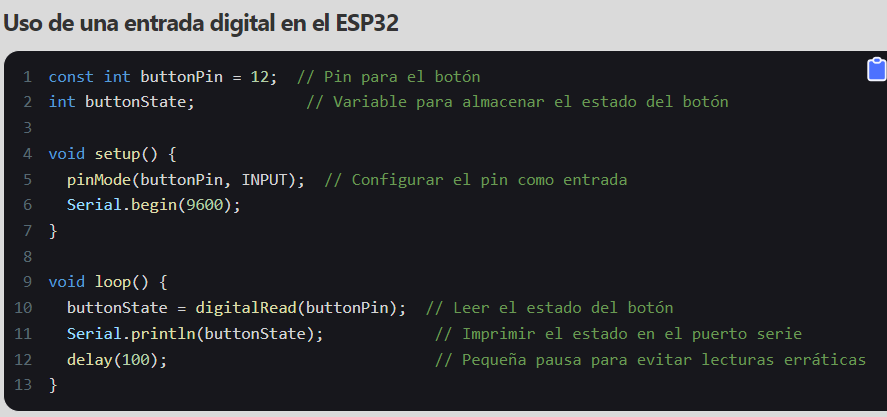 Uso de una entrada digital en el ESP32
1 const int buttonPin = 12;  // Pin para el botón
2 int buttonState;            // Variable para almacenar el estado del botón
3
4 void setup() {
5   pinMode(buttonPin, INPUT);  // Configurar el pin como entrada
6   Serial.begin(9600);
7 }
8
9 void loop() {
10   buttonState = digitalRead(buttonPin);  // Leer el estado del botón
11   Serial.println(buttonState);            // Imprimir el estado en el puerto serie
12   delay(100);                             // Pequeña pausa para evitar lecturas erráticas
13 }